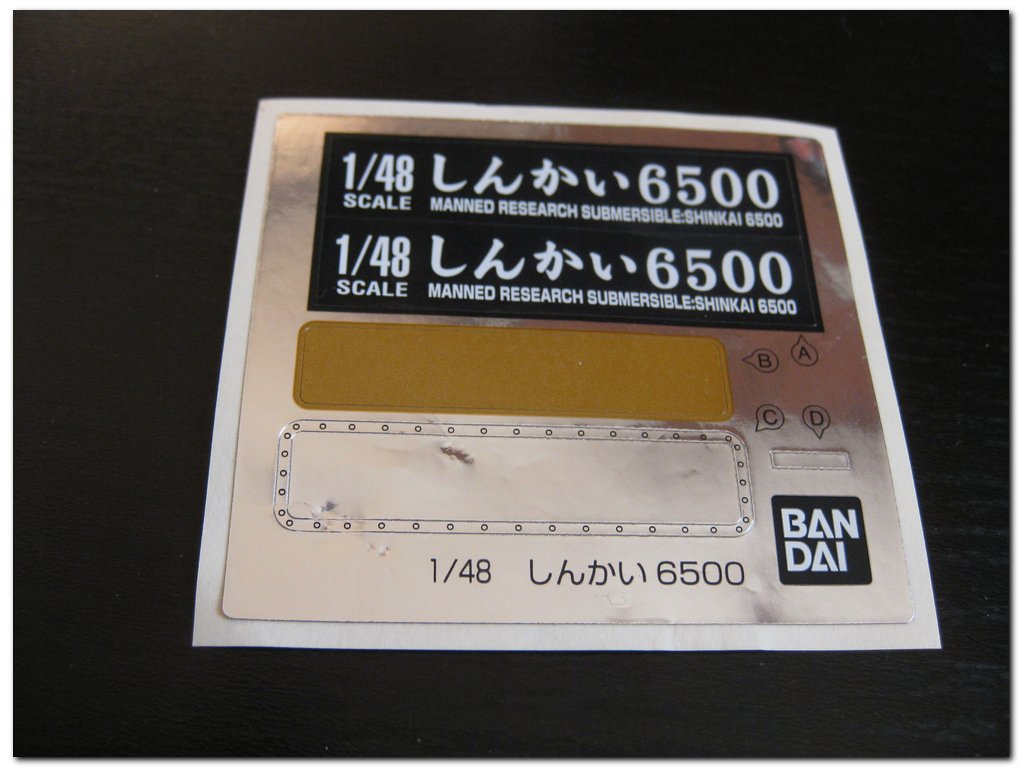 1/48 しんかい6500
SCALE MANNED RESEARCH SUBMERSIBLE:SHINKAI 6500
1/48 しんかい6500
SCALE MANNED RESEARCH SUBMERSIBLE:SHINKAI 6500
B A
C D
BAN
DAI
1/48 しんかい6500